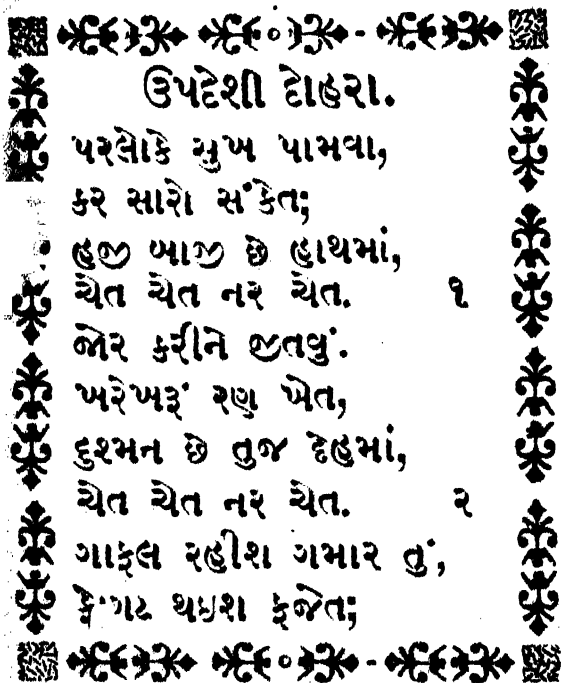 ઉપદેશી દોહરા.
પરલોકે સુખ પામવા,
કર સારો સંકેત;
હજી બાજી છે હાથમાં,
ચેત ચેત નર ચેત. ૧
જોર કરીને જીતવું.
ખરેખરૂં રણ ખેત,
દુશ્મન છે તુજ દેહમાં,
ચેત ચેત નર ચેત. ૨
ગાફલ રહીશ ગમાર તું,
ફોગટ થઇશ ફજેત;